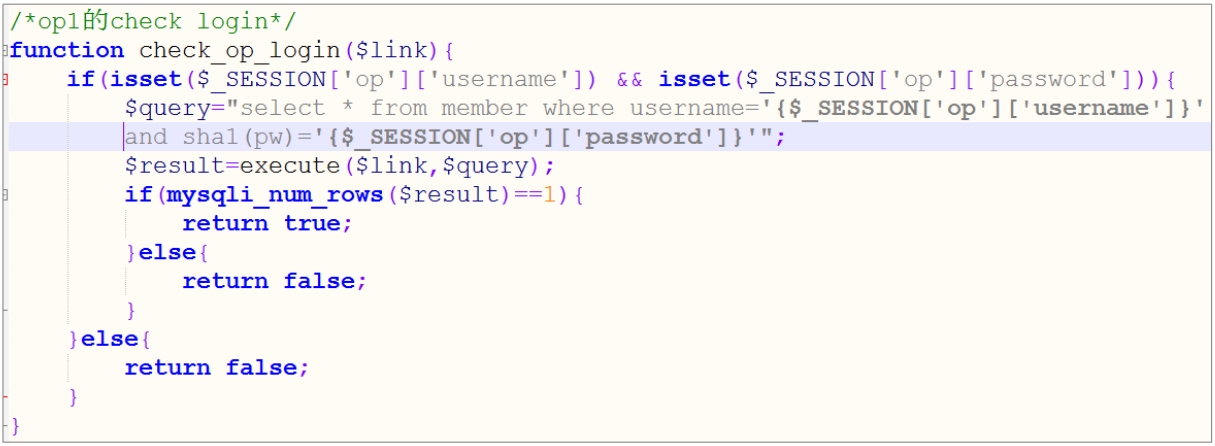 /*op1的check login*/
function check_op_login($link){
    if(isset($_SESSION['op']['username']) && isset($_SESSION['op']['password'])){
        $query="select * from member where username='{$_SESSION['op']['username']}'
        and sha1(pw)='{$_SESSION['op']['password']}'";
        $result=execute($link,$query);
        if(mysqli_num_rows($result)==1){
            return true;
        }else{
            return false;
        }
    }else{
        return false;
    }
}